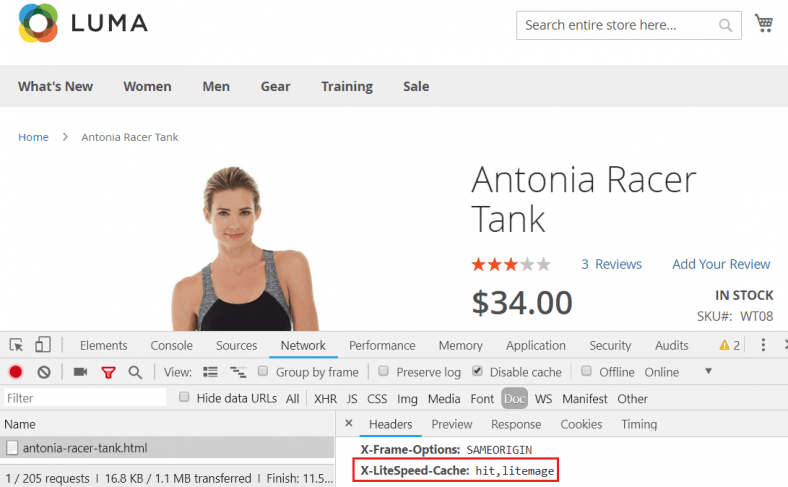 LUMA
Search entire store here...
What's New Women Men Gear Training Sale
Home > Antonia Racer Tank
Antonia Racer
Tank
3 Reviews Add Your Review
$34.00
IN STOCK
SKU#: WT08
Elements Console Sources Network Performance Memory Application Security Audits 2
View: Group by frame Preserve log Disable cache Offline Online
Filter Hide data URLs All XHR JS CSS Img Media Font Doc WS Manifest Other
Name × Headers Preview Response Cookies Timing
antonia-racer-tank.html
X-Frame-Options: SAMEORIGIN
X-LiteSpeed-Cache: hit,litemage
1 / 205 requests | 16.8 KB / 1.1 MB transferred | Finish: 11.5...